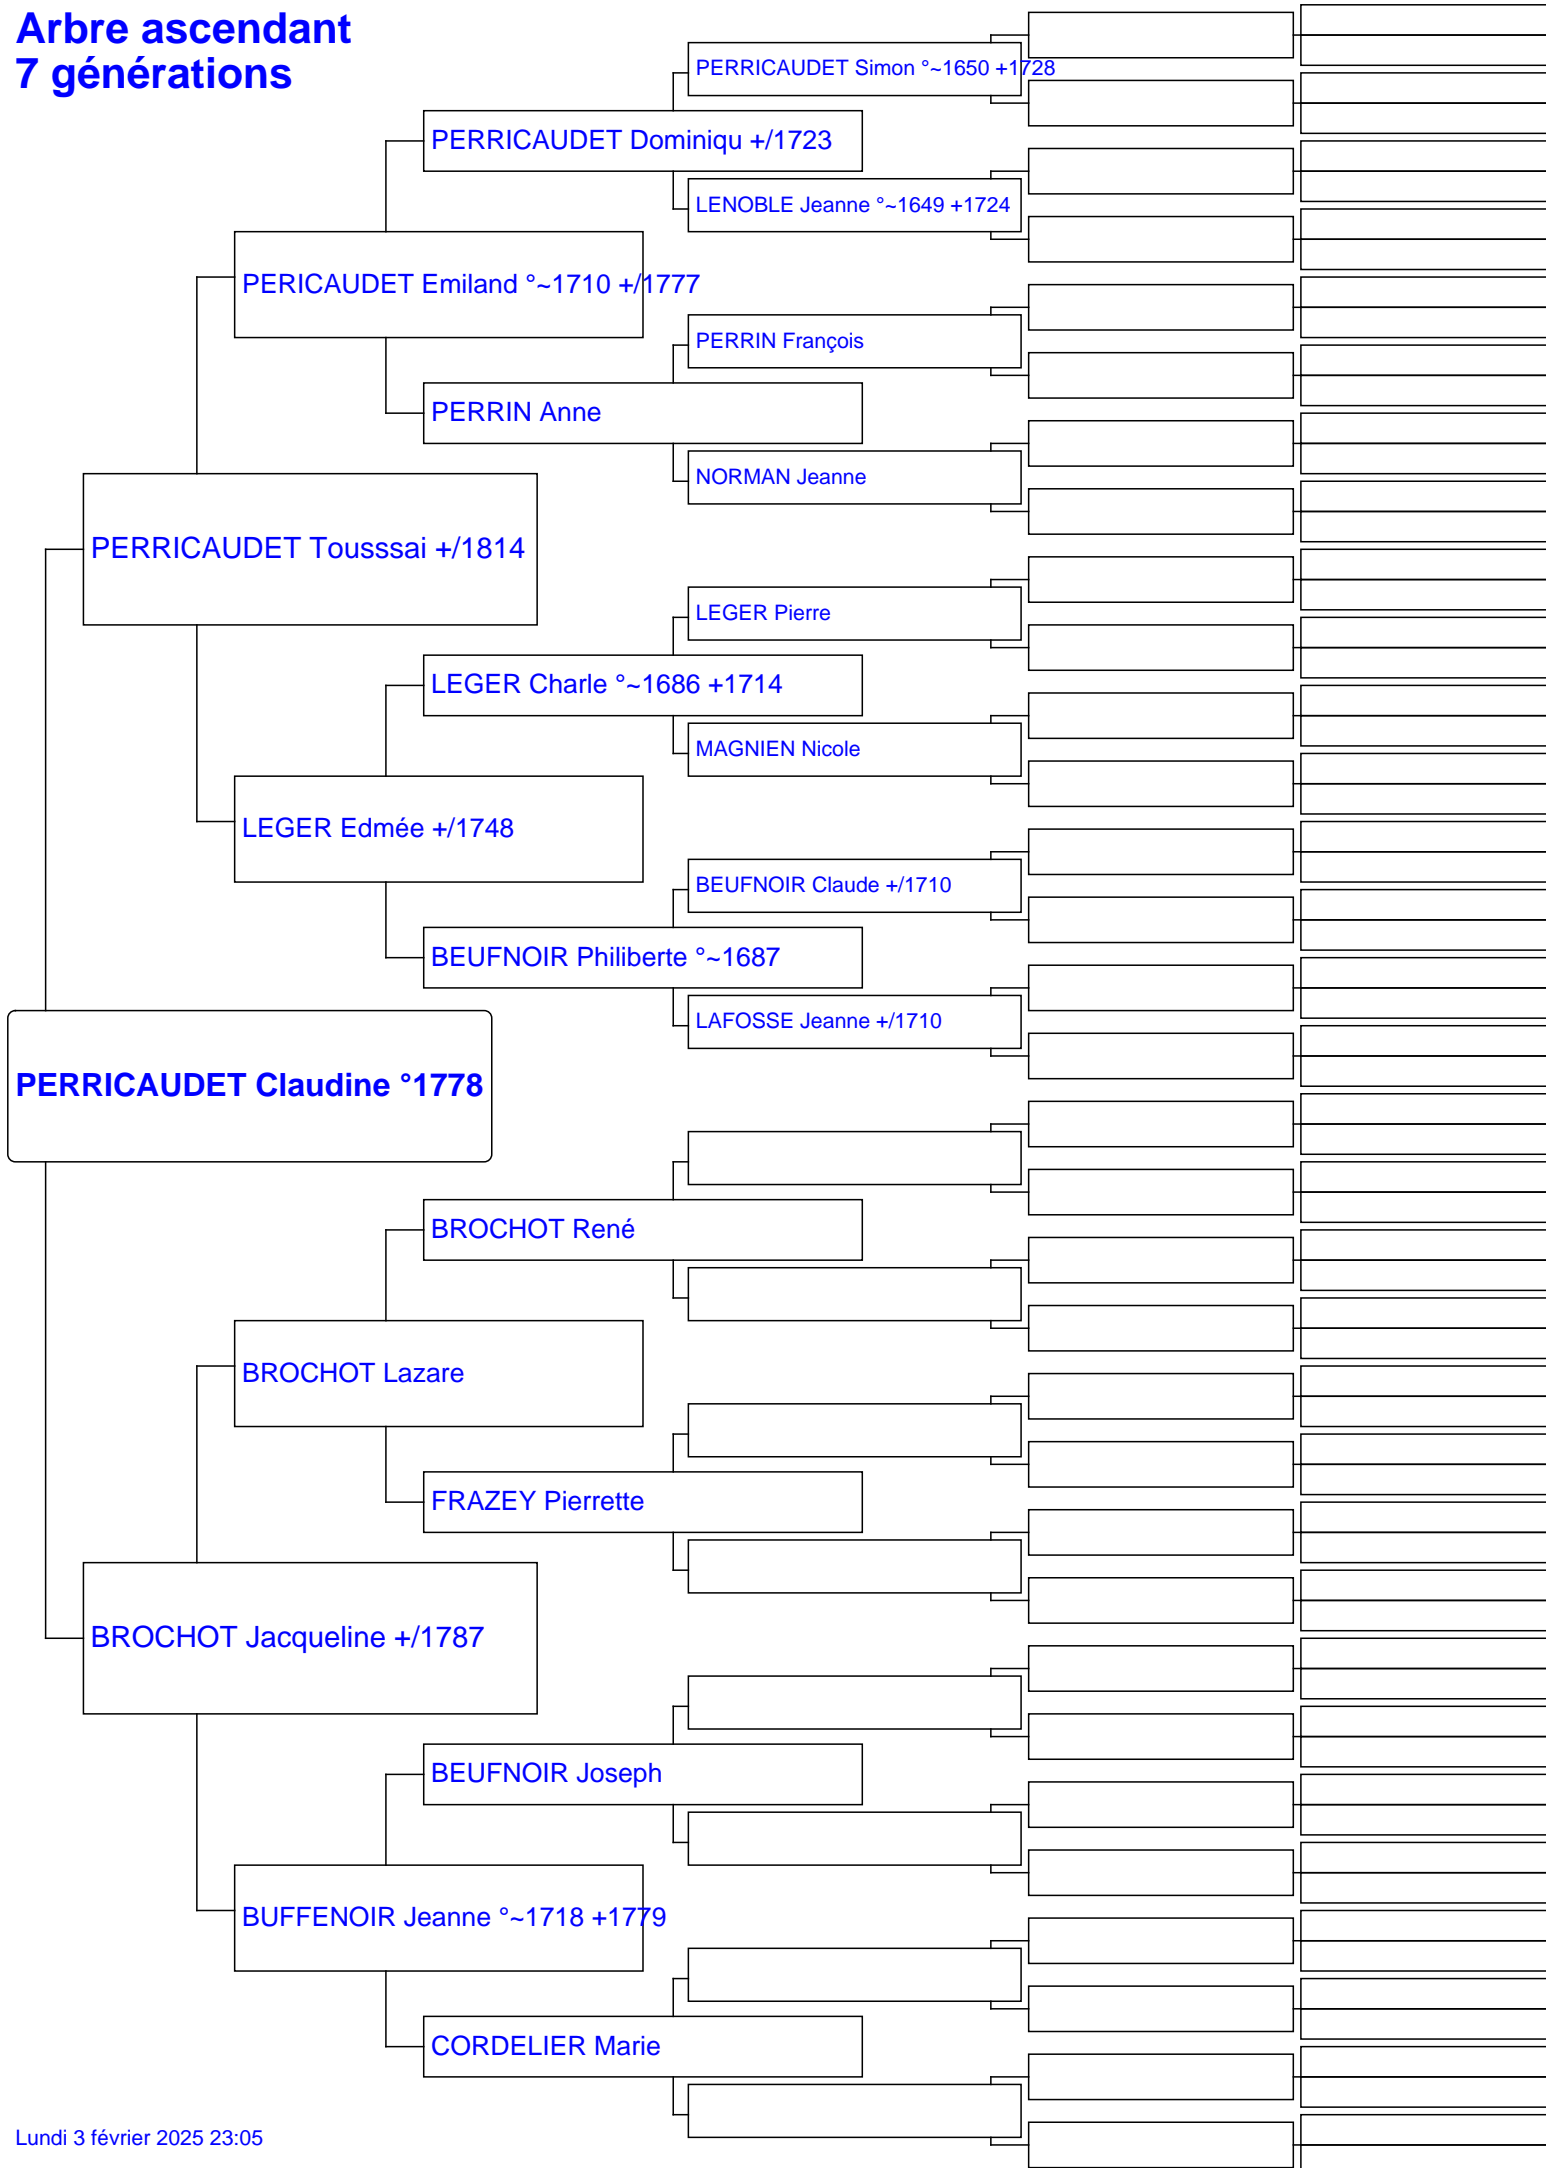 Arbre ascendant
7 générations
PERRICAUDET Simon °~1650 +1728
PERRICAUDET Dominiqu +/1723
LENOBLE Jeanne °~1649 +1724
PERICAUDET Emiland °~1710 +/1777
PERRIN François
PERRIN Anne
NORMAN Jeanne
PERRICAUDET Tousssai +/1814
LEGER Pierre
LEGER Charle °~1686 +1714
MAGNIEN Nicole
LEGER Edmée +/1748
BEUFNOIR Claude +/1710
BEUFNOIR Philiberte °~1687
LAFOSSE Jeanne +/1710
PERRICAUDET Claudine °1778
BROCHOT René
BROCHOT Lazare
FRAZEY Pierrette
BROCHOT Jacqueline +/1787
BEUFNOIR Joseph
BUFFENOIR Jeanne °~1718 +1779
CORDELIER Marie
Lundi 3 février 2025 23:05